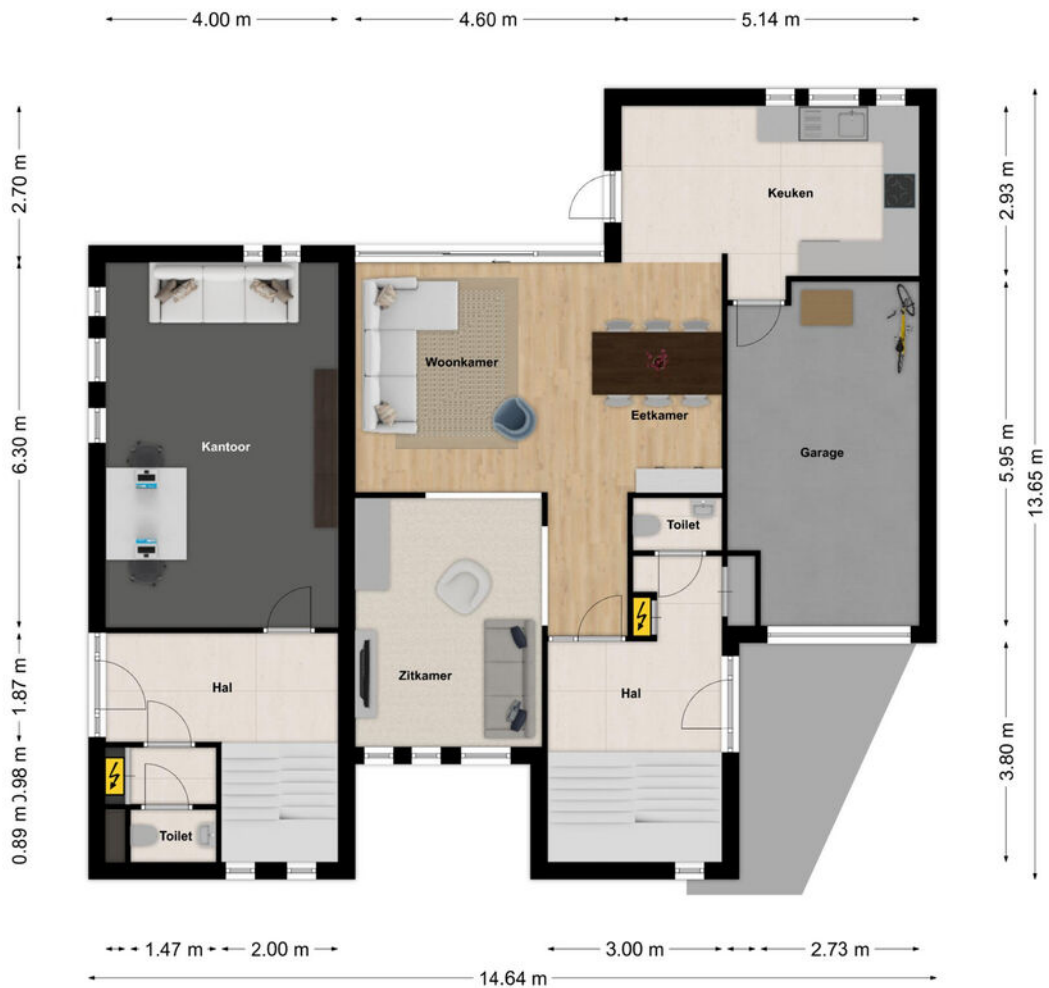 4.00 m
4.60 m
5.14 m
2.70 m
2.93 m
Keuken
Woonkamer
Eetkamer
Kantoor
Garage
6.30 m
5.95 m
13.65 m
Toilet
Zitkamer
Hal
Hal
1.87 m
3.80 m
0.98 m
0.89 m
Toilet
1.47 m
2.00 m
3.00 m
2.73 m
14.64 m